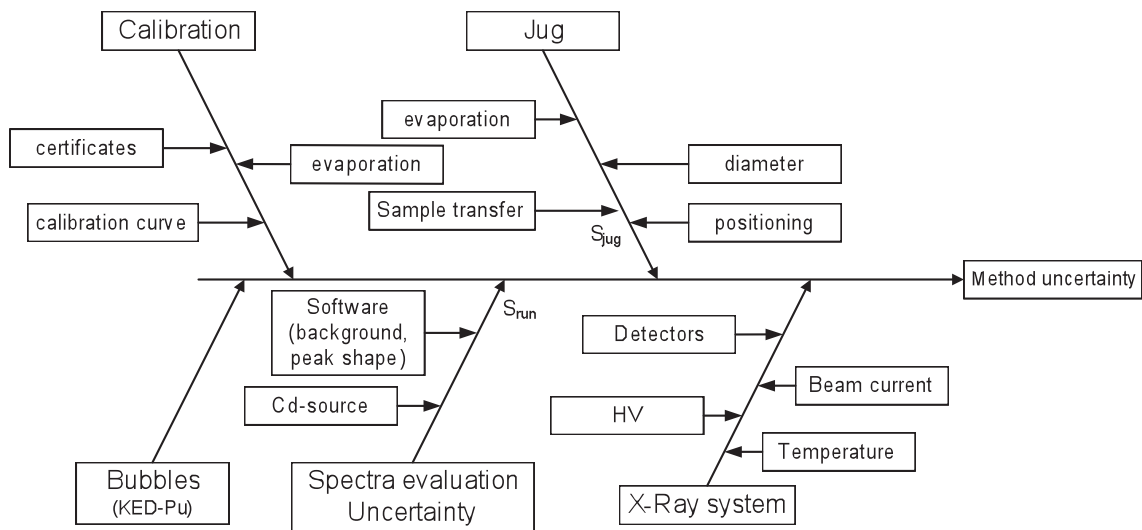 Calibration
Jug
evaporation
certificates
evaporation
diameter
Sample transfer
calibration curve
positioning
Sjug
Method uncertainty
Software
(background,
peak shape)
Srun
Detectors
Beam current
Cd-source
HV
Temperature
Bubbles
(KED-Pu)
Spectra evaluation
Uncertainty
X-Ray system